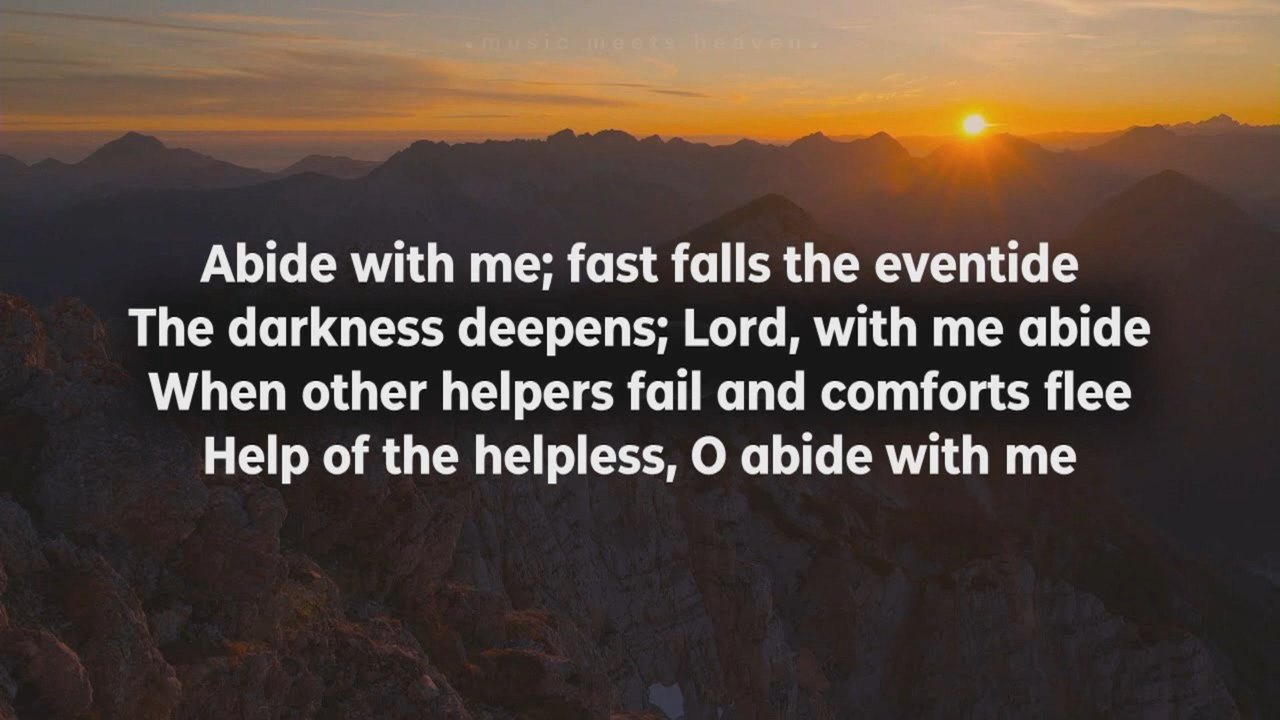 •music meets heaven•
Abide with me; fast falls the eventide
The darkness deepens; Lord, with me abide
When other helpers fail and comforts flee
Help of the helpless, O abide with me